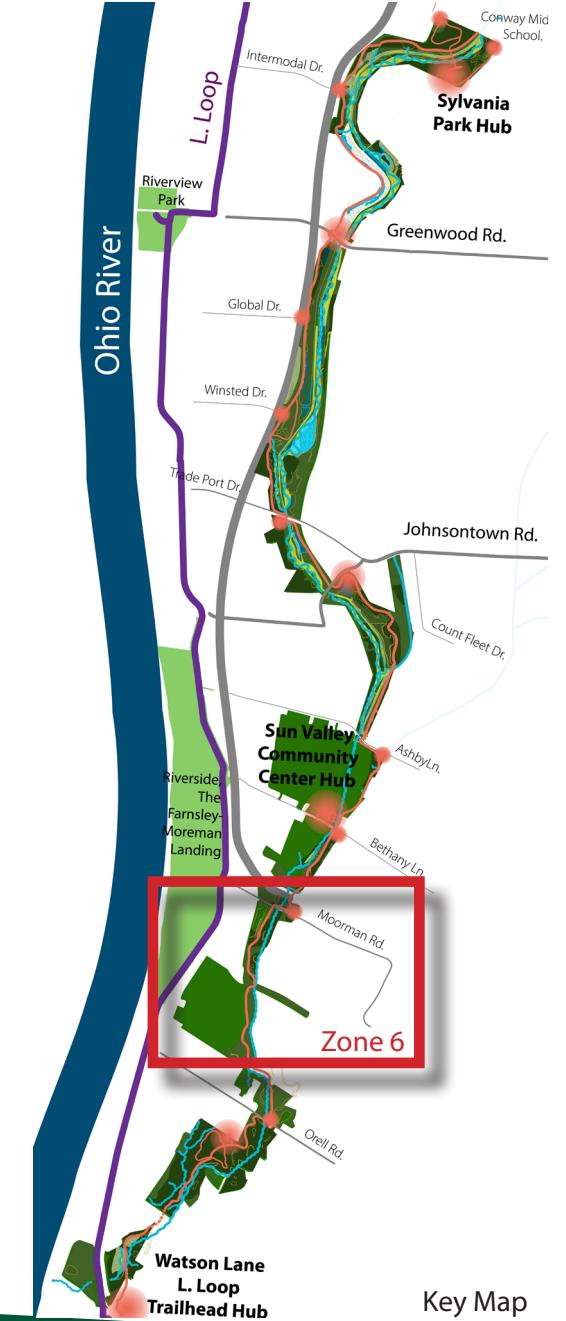 Conway Mid
School.
Intermodal Dr.
L. Loop
Sylvania
Park Hub
Riverview
Park
Greenwood Rd.
Ohio River
Global Dr.
Winsted Dr.
Trade Port Dr.
Johnsontown Rd.
Count Fleet Dr.
Sun Valley
Community
Center Hub
AshbyLn.
Riverside,
The
Farnsley-
Moreman
Landing
Bethany Ln.
Moorman Rd.
Zone 6
Orell Rd.
Watson Lane
L. Loop
Trailhead Hub
Key Map